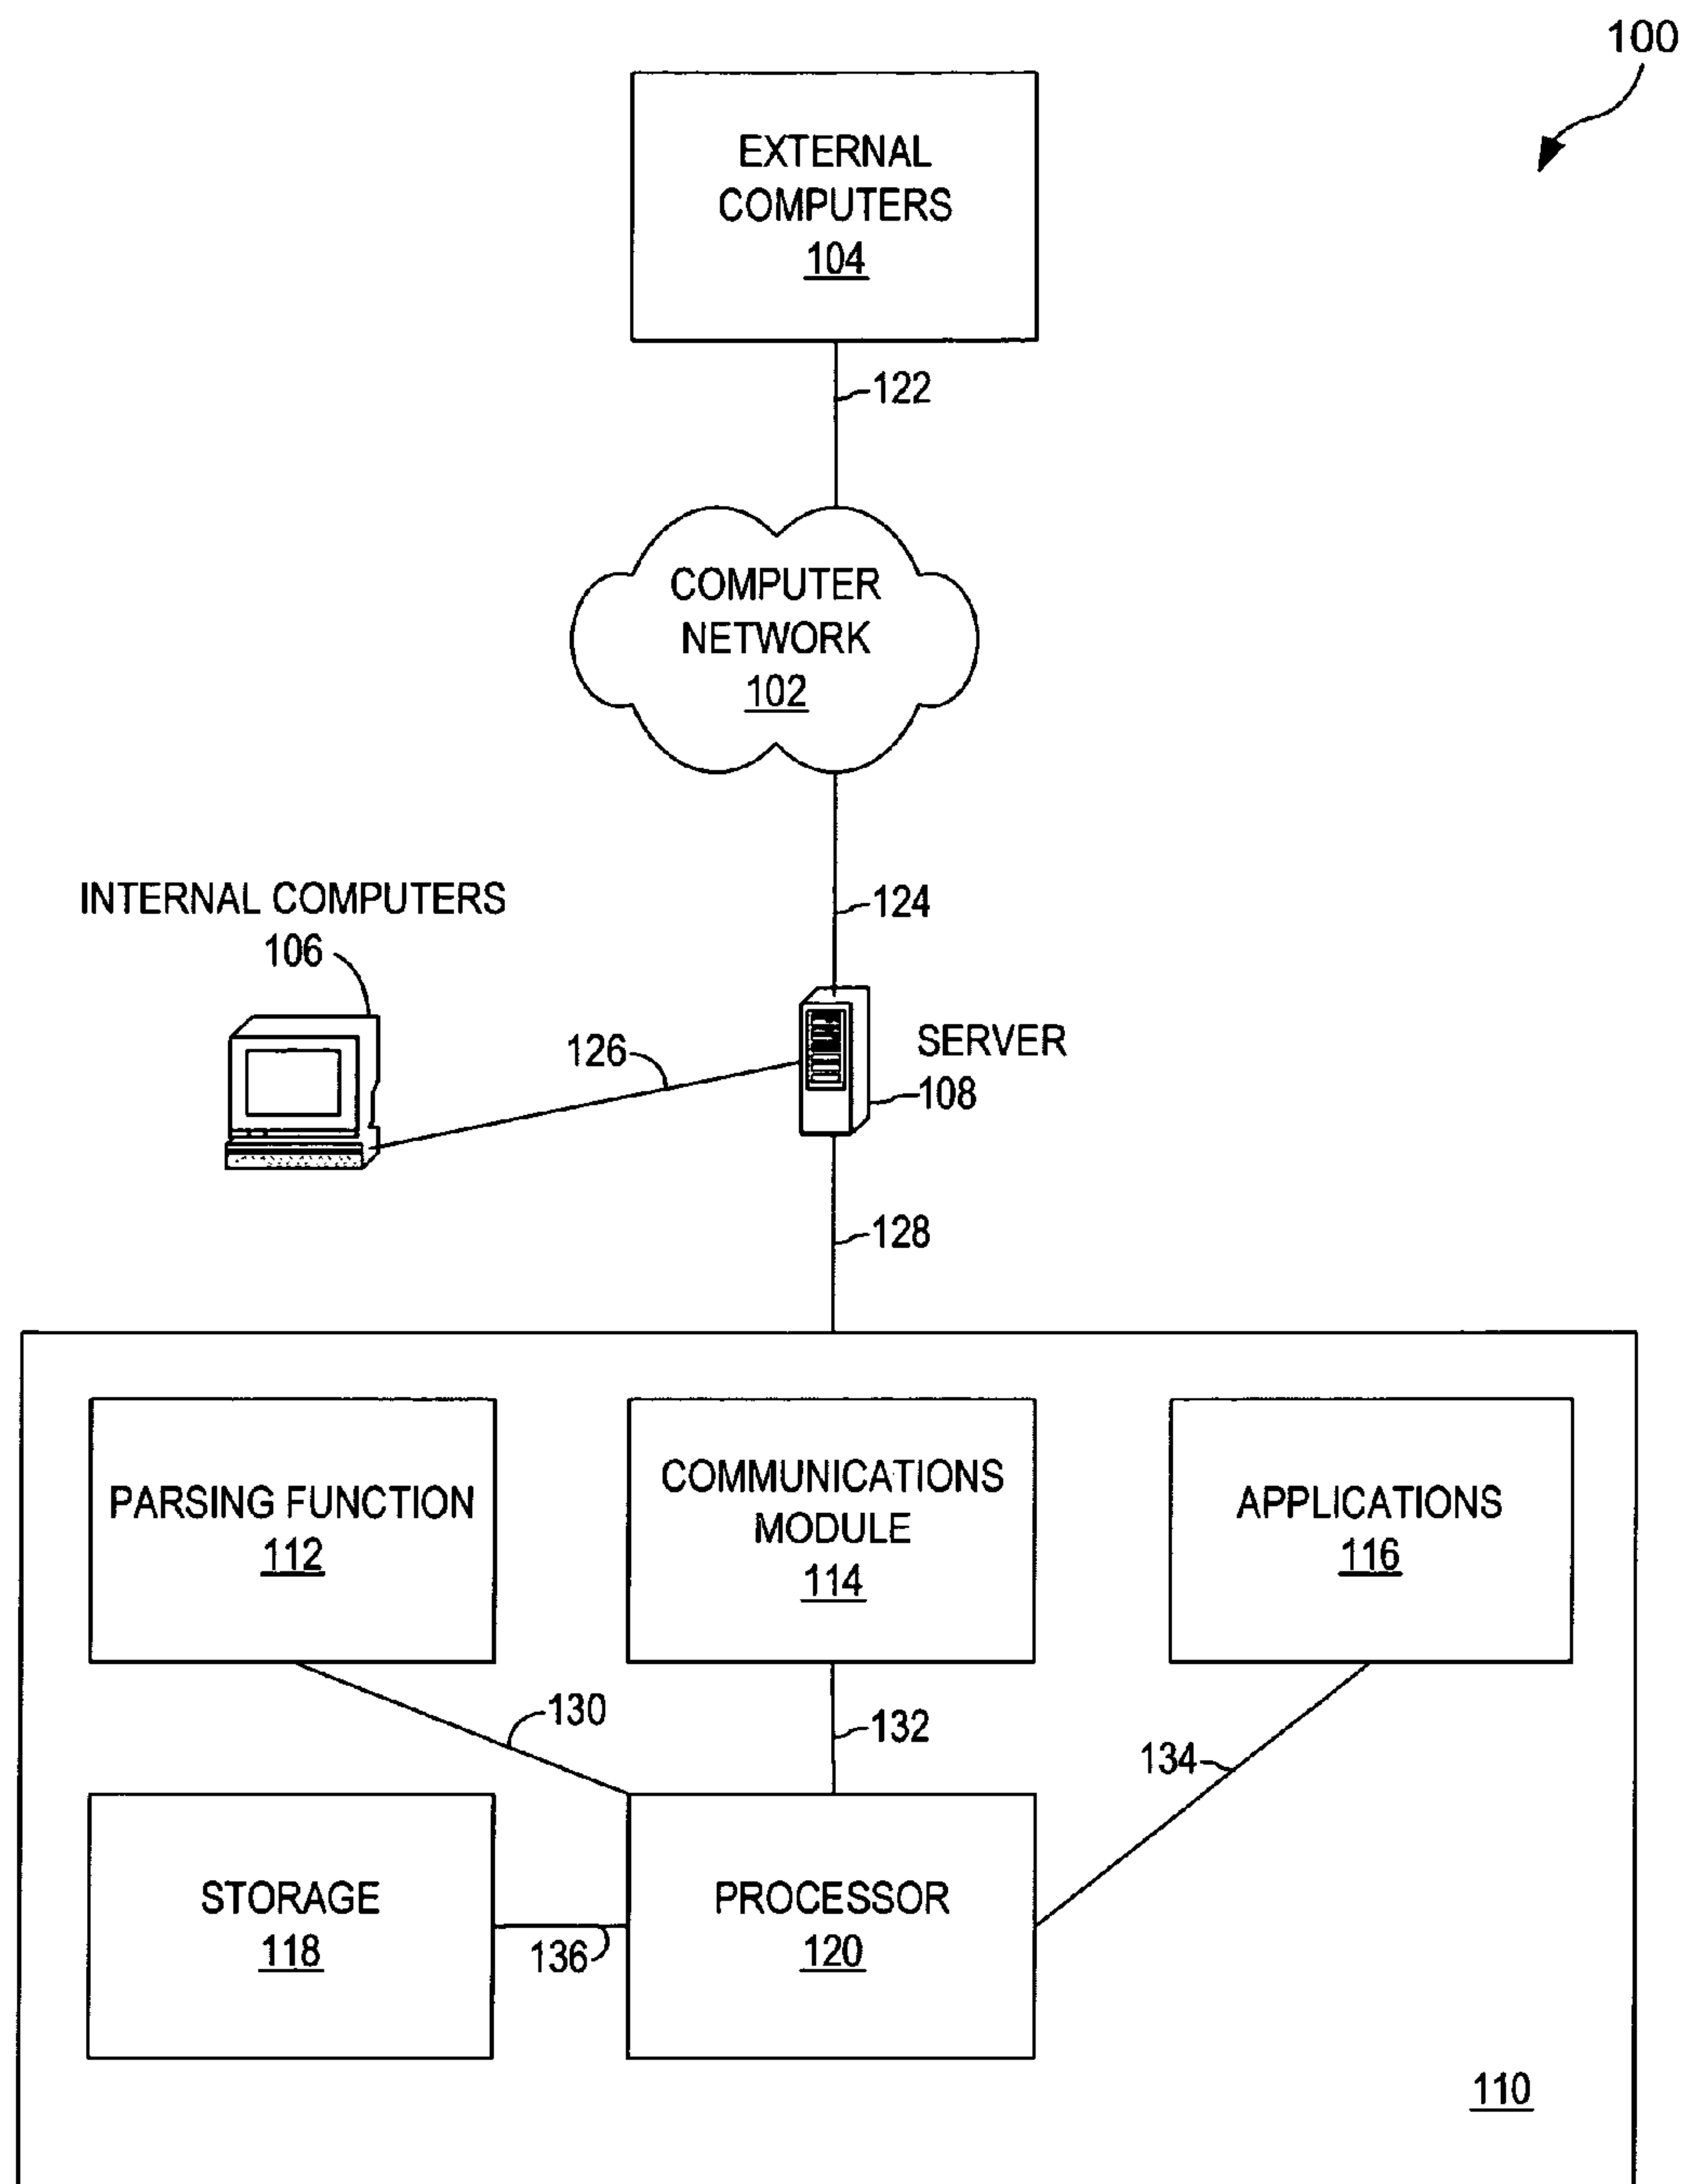 100
EXTERNAL
COMPUTERS
104
122
COMPUTER
NETWORK
102
124
INTERNAL COMPUTERS
106
126
SERVER
108
128
PARSING FUNCTION
112
COMMUNICATIONS
MODULE
114
APPLICATIONS
116
130
132
134
STORAGE
118
136
PROCESSOR
120
110